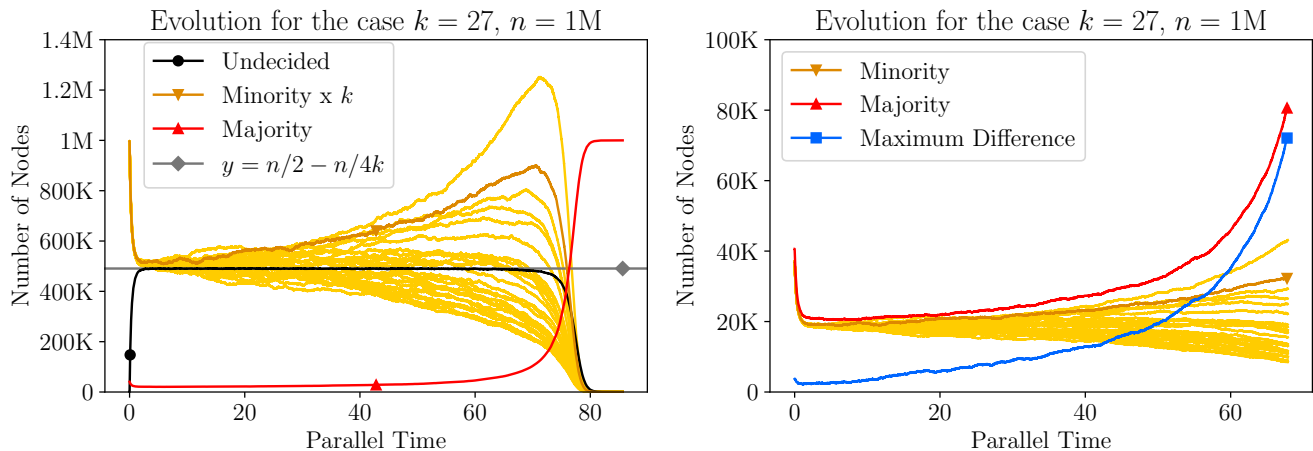 Evolution for the case k = 27, n = 1M
Number of Nodes
1.4M
1.2M
1M
800K
600K
400K
200K
0
Undecided
Minority x k
Majority
y = n/2 − n/4k
0 20 40 60 80
Parallel Time
Evolution for the case k = 27, n = 1M
Number of Nodes
100K
80K
60K
40K
20K
0
Minority
Majority
Maximum Difference
0 20 40 60
Parallel Time